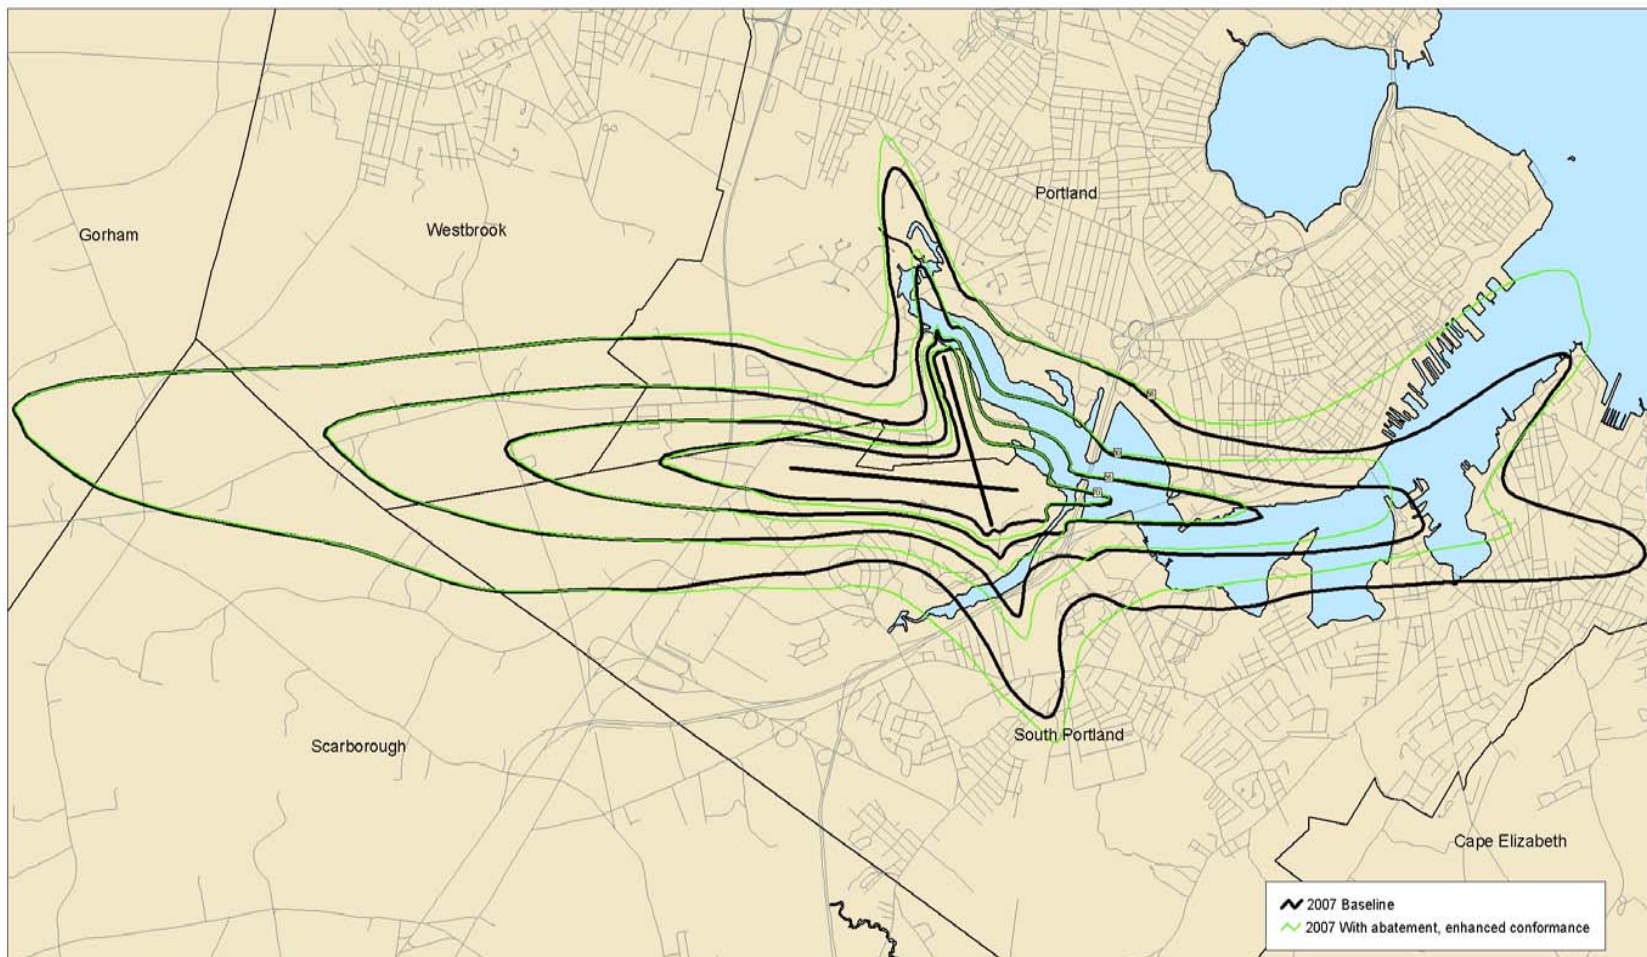 Portland
Gorham
Westbrook
South Portland
Scarborough
Cape Elizabeth
2007 Baseline
2007 With abatement, enhanced conformance